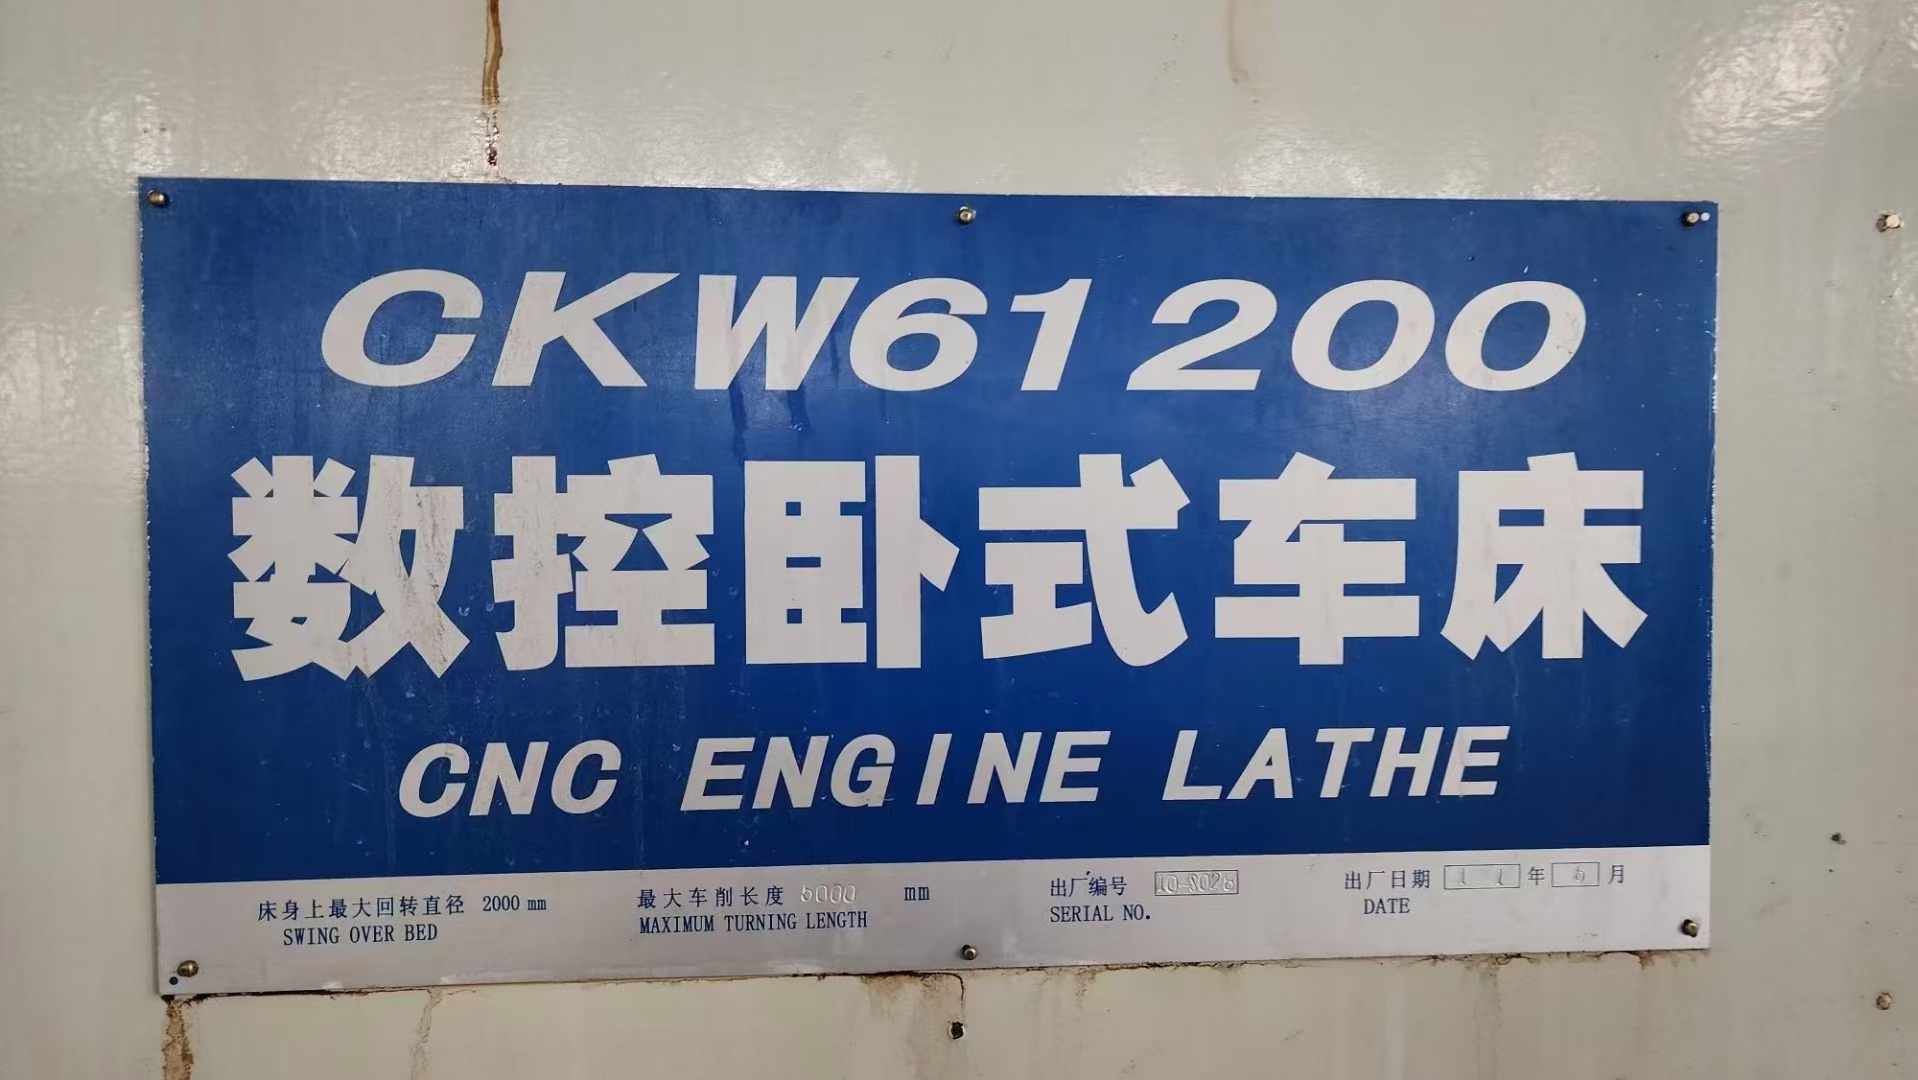 CKW61200
数控卧式车床
CNC ENGINE LATHE
床身上最大回转直径 2000 mm
SWING OVER BED
最大车削长度 mm
MAXIMUM TURNING LENGTH
出厂编号
SERIAL NO.
出厂日期 年 月
DATE